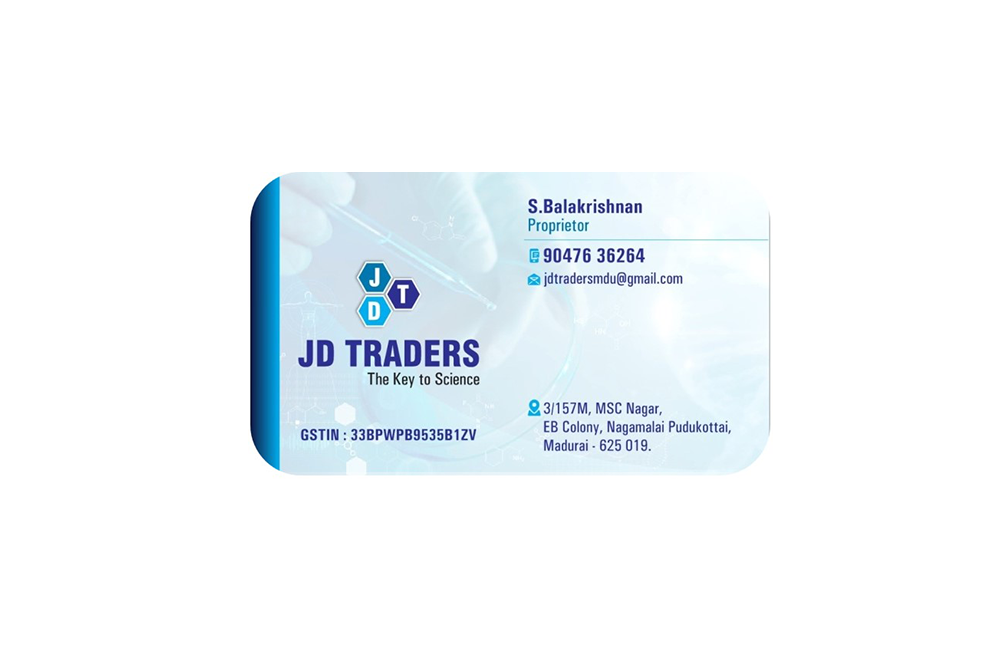 J
T
D
JD TRADERS
The Key to Science
GSTIN : 33BPWPB9535B1ZV
S.Balakrishnan
Proprietor
90476 36264
jdtradersmdu@gmail.com
3/157M, MSC Nagar,
EB Colony, Nagamalai Pudukottai,
Madurai - 625 019.